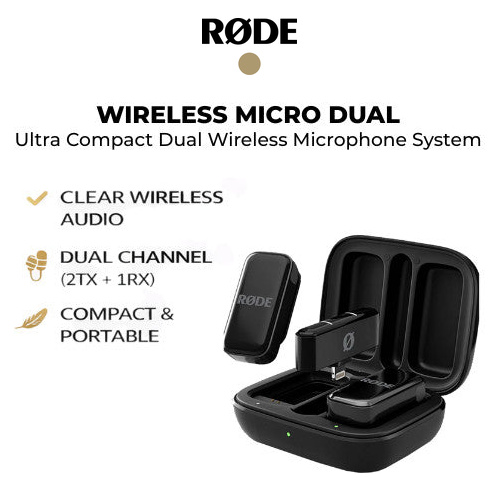 RØDE
WIRELESS MICRO DUAL
Ultra Compact Dual Wireless Microphone System
CLEAR WIRELESS
AUDIO
DUAL CHANNEL
(2TX + 1RX)
COMPACT &
PORTABLE
RØDE
RØDE